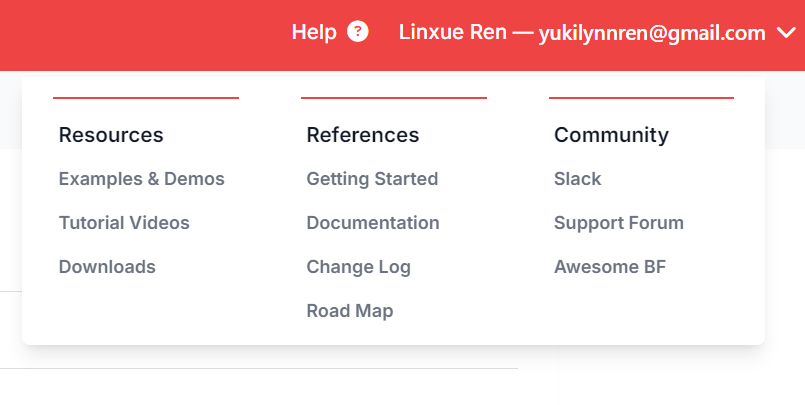 Help ? Linxue Ren — yukilynnren@gmail.com
Resources
Examples & Demos
Tutorial Videos
Downloads
References
Getting Started
Documentation
Change Log
Road Map
Community
Slack
Support Forum
Awesome BF